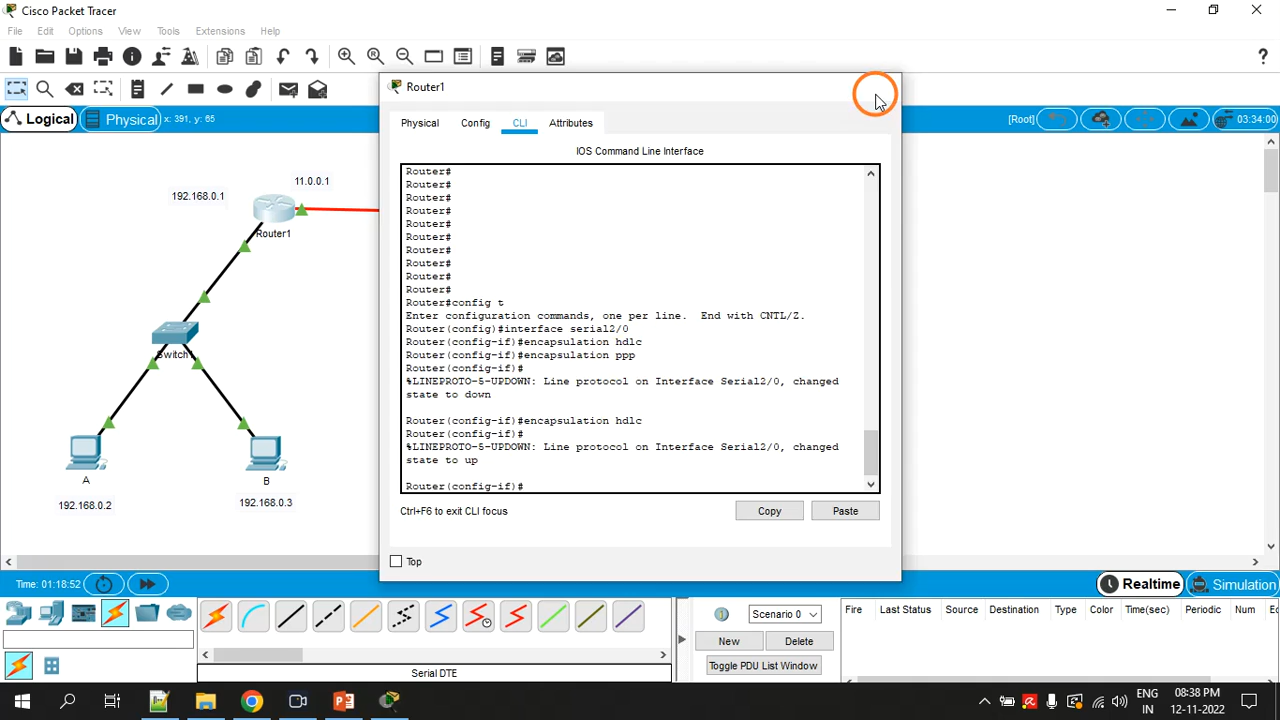 Cisco Packet Tracer
File Edit Options View Tools Extensions Help
?
Logical Physical x: 391, y: 65 [Root] 03:34:00
Router1
Physical Config CLI Attributes
IOS Command Line Interface
Router#
Router#
Router#
Router#
Router#
Router#
Router#
Router#
Router#
Router#
Router#config t
Enter configuration commands, one per line. End with CNTL/Z.
Router(config)#interface serial2/0
Router(config-if)#encapsulation hdlc
Router(config-if)#encapsulation ppp
Router(config-if)#
%LINEPROTO-5-UPDOWN: Line protocol on Interface Serial2/0, changed
state to down
Router(config-if)#encapsulation hdlc
Router(config-if)#
%LINEPROTO-5-UPDOWN: Line protocol on Interface Serial2/0, changed
state to up
Router(config-if)#
Ctrl+F6 to exit CLI focus Copy Paste
Top
11.0.0.1
192.168.0.1
Router1
Switch1
A B
192.168.0.2 192.168.0.3
Time: 01:18:52 Realtime Simulation
Scenario 0
New Delete
Toggle PDU List Window
Fire Last Status Source Destination Type Color Time(sec) Periodic Num
Serial DTE
ENG 08:38 PM
IN 12-11-2022